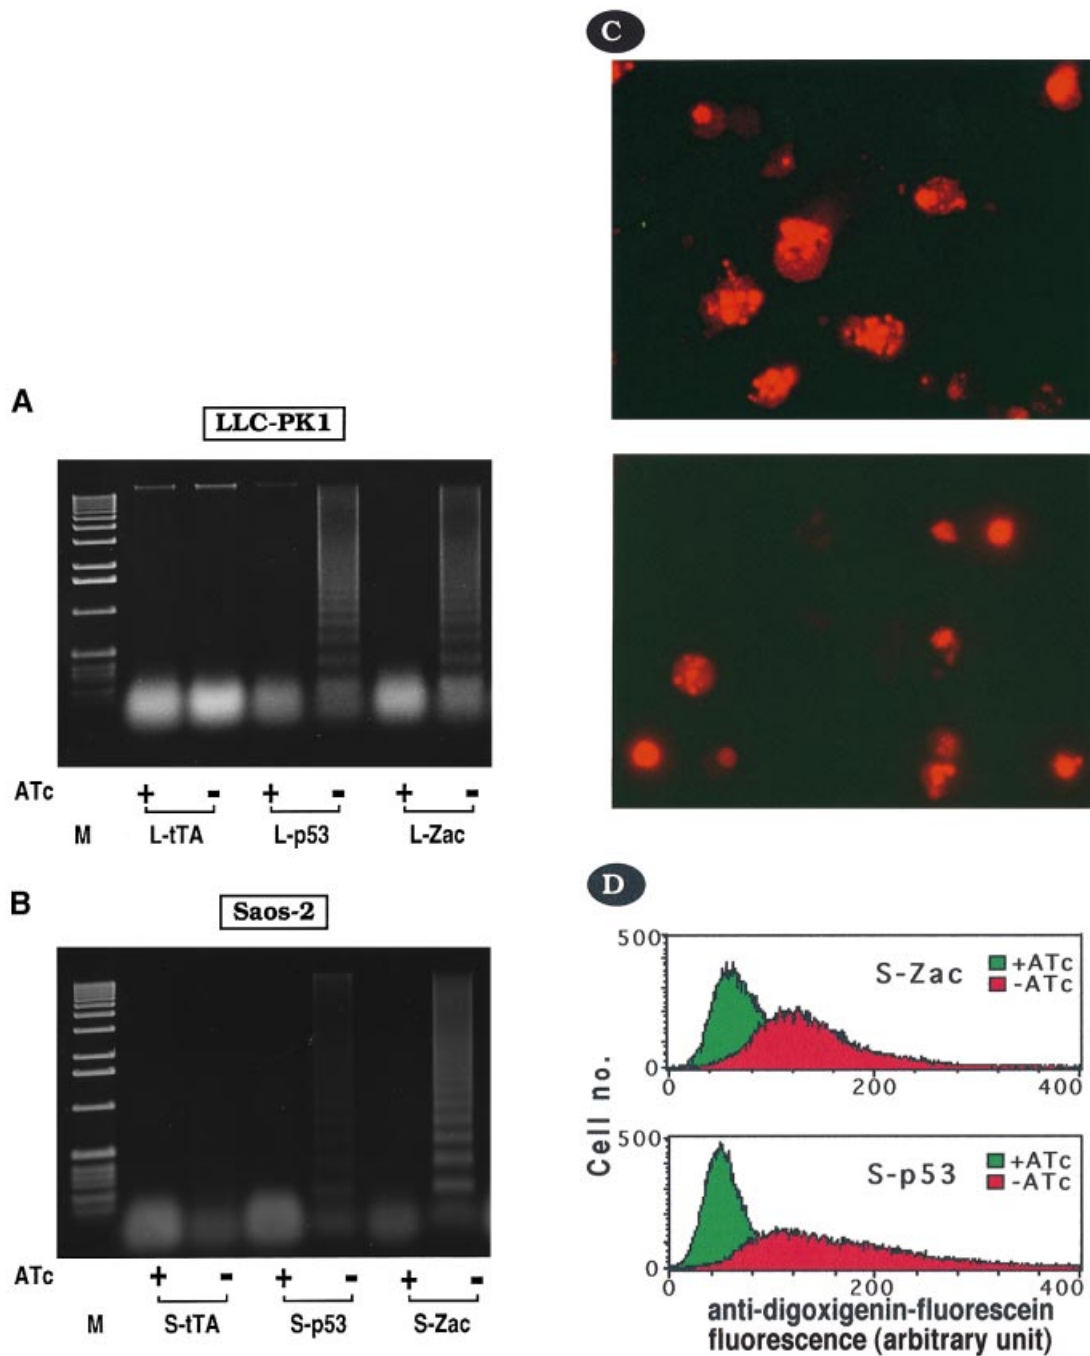 A
LLC-PK1
ATc + - + - + -
M L-tTA L-p53 L-Zac
B
Saos-2
ATc + - + - + -
M S-tTA S-p53 S-Zac
C
D
Cell no.
500
S-Zac
+ATc
-ATc
0
0 200 400
500
S-p53
+ATc
-ATc
0
0 200 400
anti-digoxigenin-fluorescein
fluorescence (arbitrary unit)